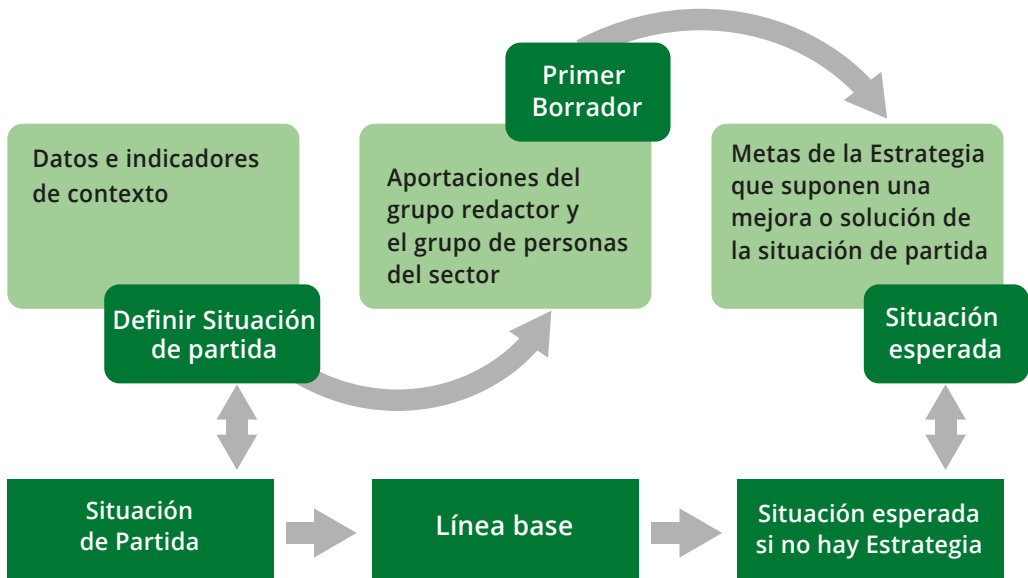 Datos e indicadores
de contexto
Definir Situación
de partida
Primer
Borrador
Aportaciones del
grupo redactor y
el grupo de personas
del sector
Metas de la Estrategia
que suponen una
mejora o solución de
la situación de partida
Situación
esperada
Situación
de Partida
Línea base
Situación esperada
si no hay Estrategia